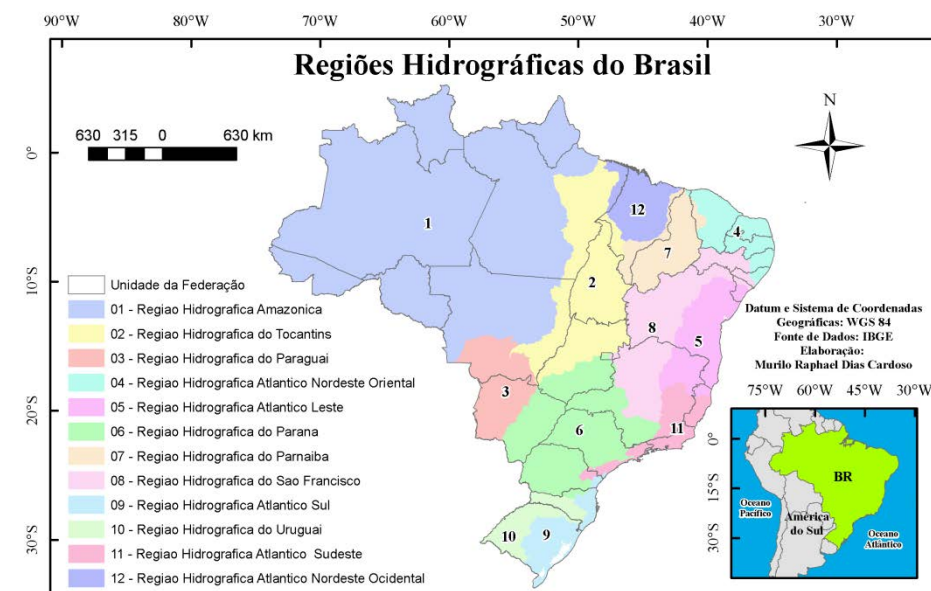 90°W
80°W
70°W
60°W
50°W
40°W
30°W
Regiões Hidrográficas do Brasil
630 315 0 630 km
N
0°
10°S
20°S
30°S
1
2
3
4
5
6
7
8
9
10
11
12
Unidade da Federação
01 - Regiao Hidrografica Amazonica
02 - Regiao Hidrografica do Tocantins
03 - Regiao Hidrografica do Paraguai
04 - Regiao Hidrografica Atlantico Nordeste Oriental
05 - Regiao Hidrografica Atlantico Leste
06 - Regiao Hidrografica do Parana
07 - Regiao Hidrografica do Parnaiba
08 - Regiao Hidrografica do Sao Francisco
09 - Regiao Hidrografica Atlantico Sul
10 - Regiao Hidrografica do Uruguai
11 - Regiao Hidrografica Atlantico Sudeste
12 - Regiao Hidrografica Atlantico Nordeste Ocidental
Datum e Sistema de Coordenadas
Geográficas: WGS 84
Fonte de Dados: IBGE
Elaboração:
Murilo Raphael Dias Cardoso
75°W 60°W 45°W 30°W
0°
15°S
30°S
BR
Oceano
Pacífico
América
do Sul
Oceano
Atlântico